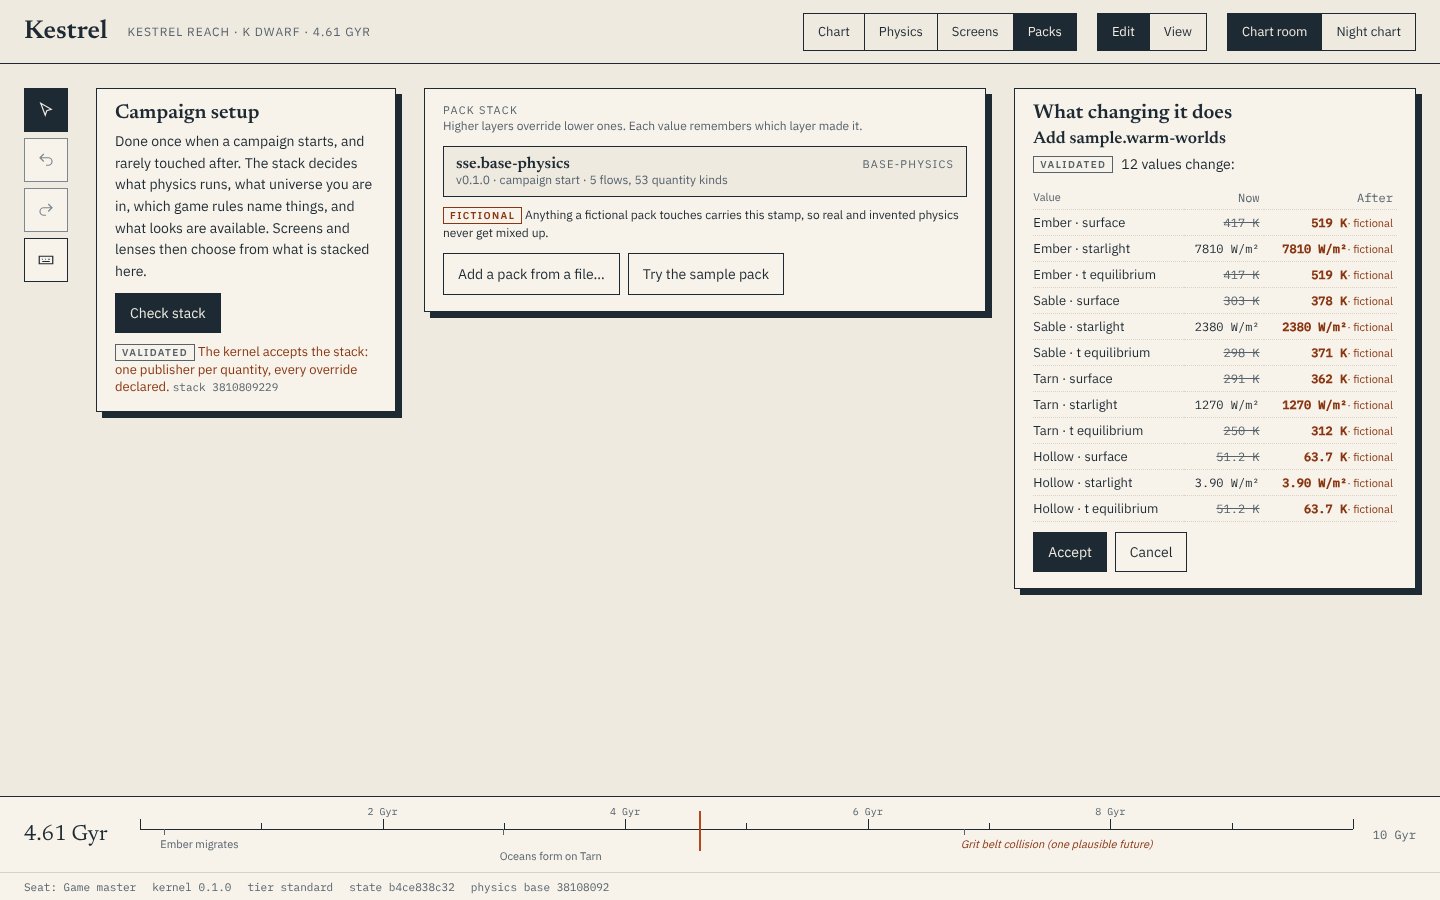 Kestrel
KESTREL REACH · K DWARF · 4.61 GYR
Chart
Physics
Screens
Packs
Edit
View
Chart room
Night chart
Campaign setup
Done once when a campaign starts, and
rarely touched after. The stack decides
what physics runs, what universe you are
in, which game rules name things, and
what looks are available. Screens and
lenses then choose from what is stacked
here.
Check stack
VALIDATED The kernel accepts the stack:
one publisher per quantity, every override
declared. stack 3810809229
PACK STACK
Higher layers override lower ones. Each value remembers which layer made it.
sse.base-physics BASE-PHYSICS
v0.1.0 · campaign start · 5 flows, 53 quantity kinds
FICTIONAL Anything a fictional pack touches carries this stamp, so real and invented physics
never get mixed up.
Add a pack from a file…
Try the sample pack
What changing it does
Add sample.warm-worlds
VALIDATED 12 values change:
Value Now After
Ember · surface 417 K 519 K · fictional
Ember · starlight 7810 W/m² 7810 W/m² · fictional
Ember · t equilibrium 417 K 519 K · fictional
Sable · surface 303 K 378 K · fictional
Sable · starlight 2380 W/m² 2380 W/m² · fictional
Sable · t equilibrium 298 K 371 K · fictional
Tarn · surface 291 K 362 K · fictional
Tarn · starlight 1270 W/m² 1270 W/m² · fictional
Tarn · t equilibrium 250 K 312 K · fictional
Hollow · surface 51.2 K 63.7 K · fictional
Hollow · starlight 3.90 W/m² 3.90 W/m² · fictional
Hollow · t equilibrium 51.2 K 63.7 K · fictional
Accept
Cancel
4.61 Gyr
2 Gyr
4 Gyr
6 Gyr
8 Gyr
10 Gyr
Ember migrates
Oceans form on Tarn
Grit belt collision (one plausible future)
Seat: Game master kernel 0.1.0 tier standard state b4ce838c32 physics base 38108092